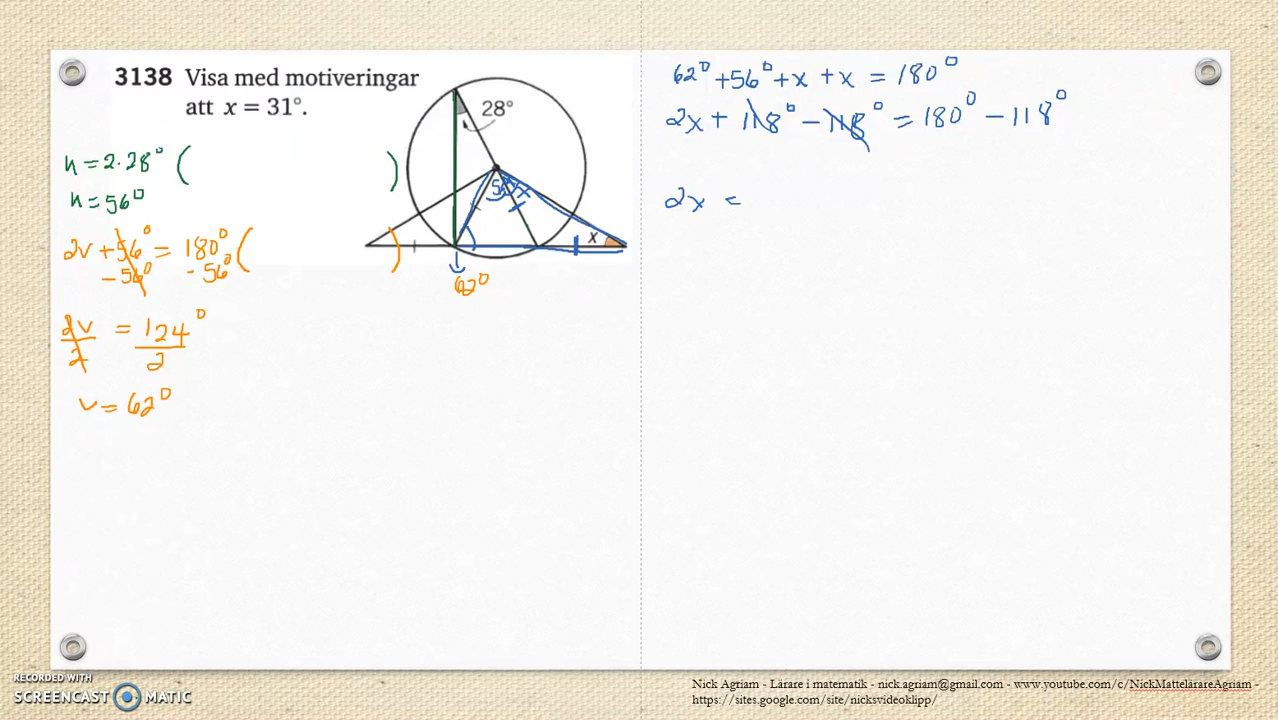 3138 Visa med motiveringar
att x = 31°.
28°
n = 2·28° ( )
n = 56°
2v + 56° = 180° ( )
- 56° - 56°
2v = 124°
2 2
v = 62°
56° x
x
62°
62° + 56° + x + x = 180°
2x + 118° - 118° = 180° - 118°
2x =
RECORDED WITH
SCREENCAST MATIC
Nick Agriam - Lärare i matematik - nick.agriam@gmail.com - www.youtube.com/c/NickMattelärareAgriam -
https://sites.google.com/site/nicksvideoklipp/